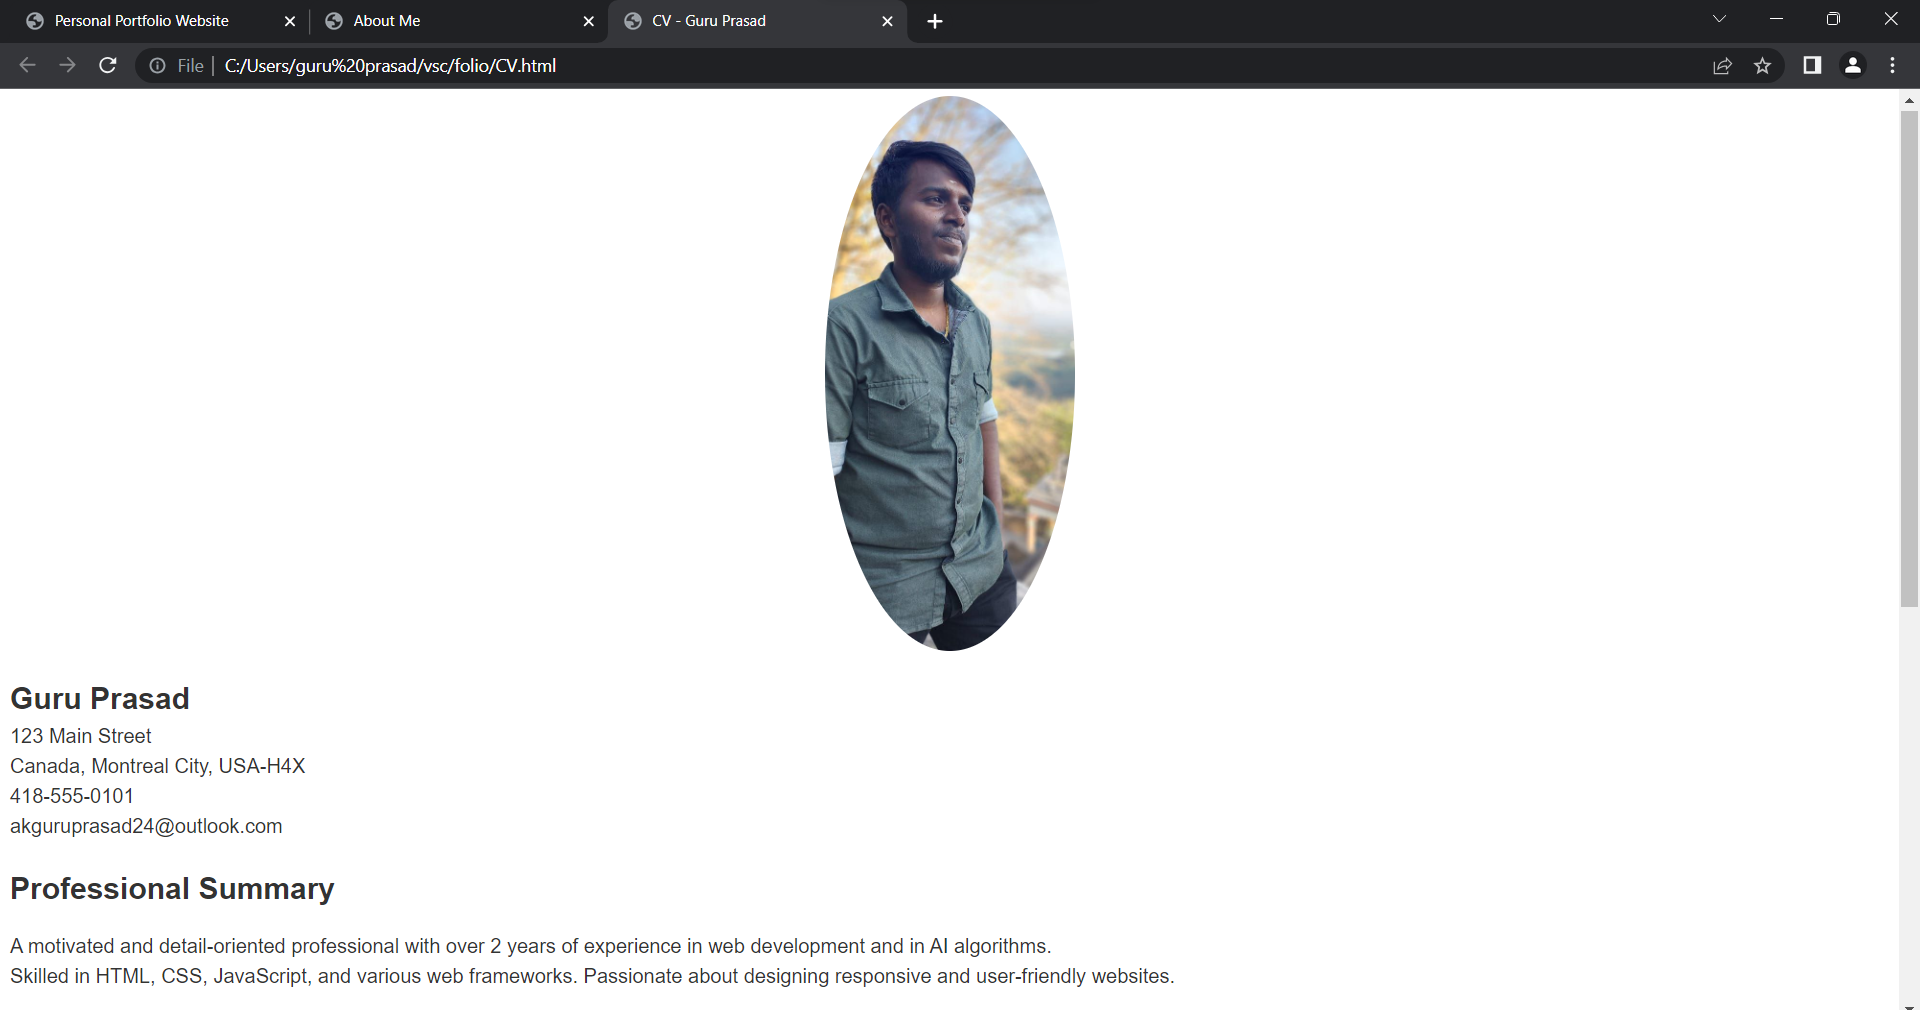 Personal Portfolio Website
About Me
CV - Guru Prasad
File
C:/Users/guru%20prasad/vsc/folio/CV.html
Guru Prasad
123 Main Street
Canada, Montreal City, USA-H4X
418-555-0101
akguruprasad24@outlook.com
Professional Summary
A motivated and detail-oriented professional with over 2 years of experience in web development and in AI algorithms.
Skilled in HTML, CSS, JavaScript, and various web frameworks. Passionate about designing responsive and user-friendly websites.